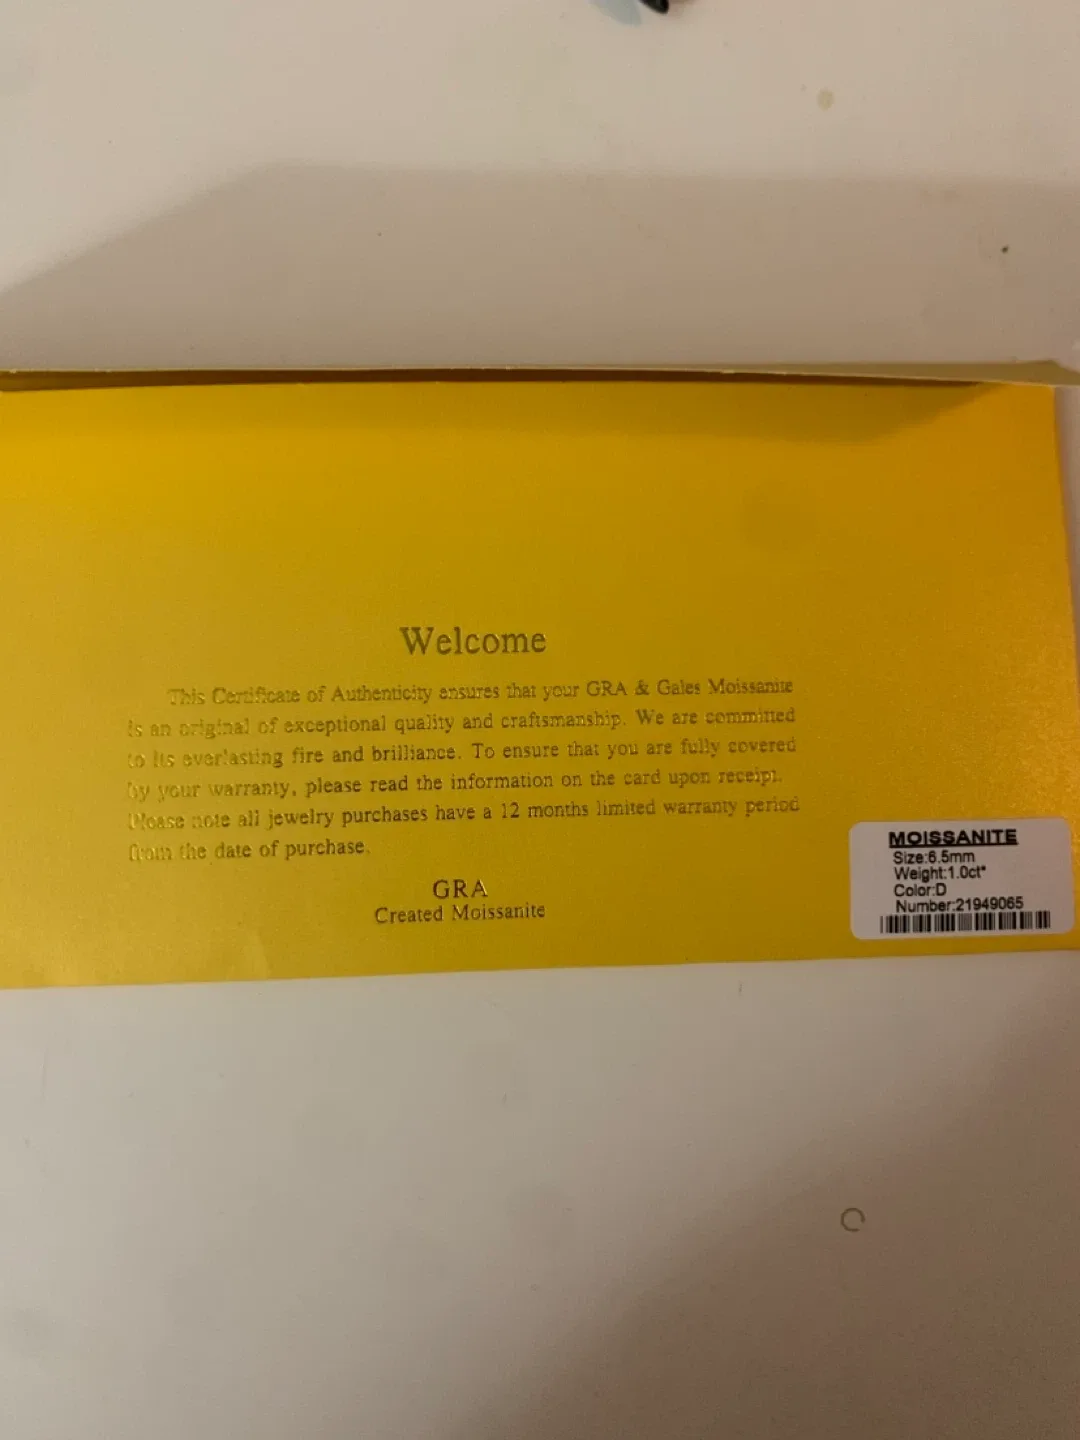 Welcome
This Certificate of Authenticity ensures that your GRA & Gales Moissanite
is an original of exceptional quality and craftsmanship. We are committed
to its everlasting fire and brilliance. To ensure that you are fully covered
by your warranty, please read the information on the card upon receipt.
Please note all jewelry purchases have a 12 months limited warranty period
from the date of purchase.
GRA
Created Moissanite
MOISSANITE
Size:6.5mm
Weight:1.0ct*
Color:D
Number:21949065